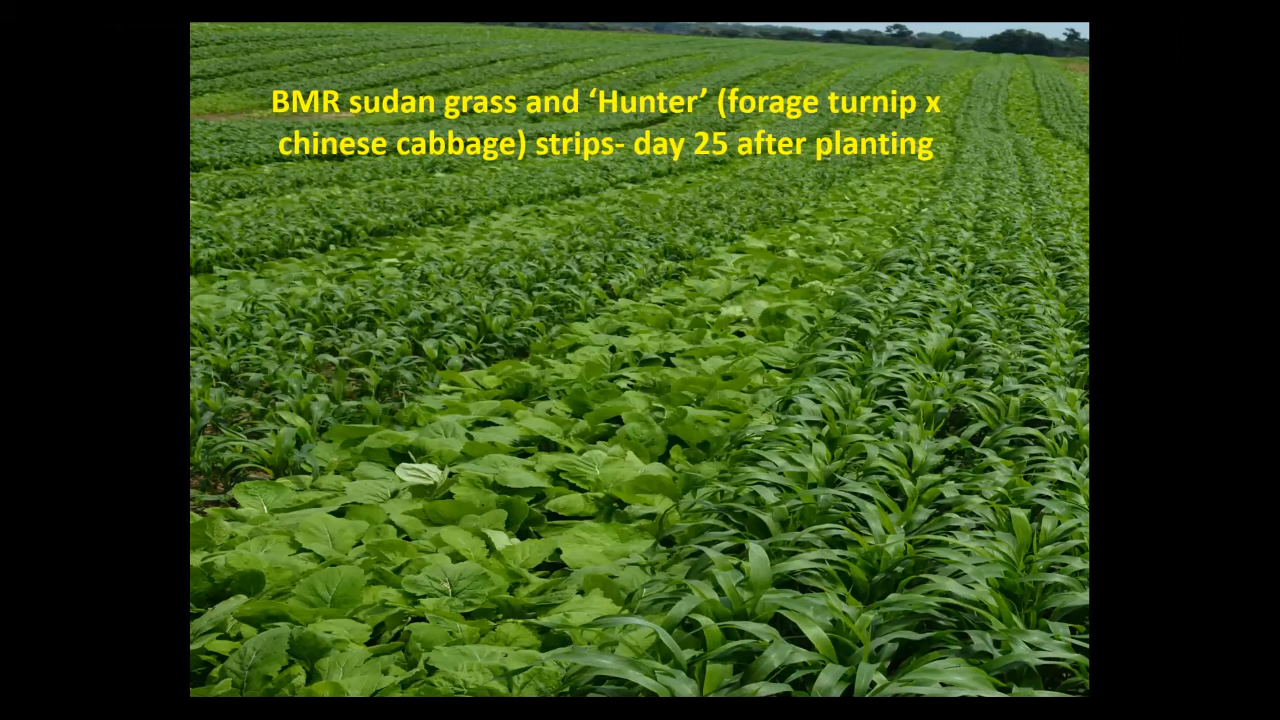 BMR sudan grass and ‘Hunter’ (forage turnip x
chinese cabbage) strips- day 25 after planting